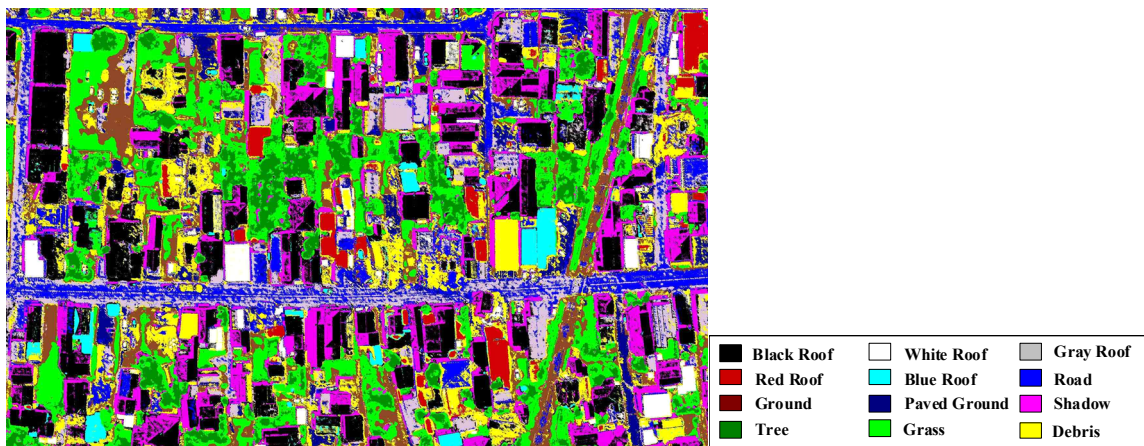 Black Roof White Roof Gray Roof
Red Roof Blue Roof Road
Ground Paved Ground Shadow
Tree Grass Debris